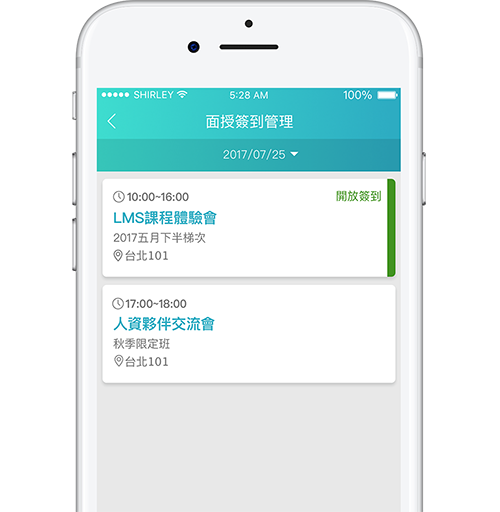 SHIRLEY 5:28 AM 100%
面授簽到管理
2017/07/25
10:00~16:00 開放簽到
LMS課程體驗會
2017五月下半梯次
台北101
17:00~18:00
人資夥伴交流會
秋季限定班
台北101